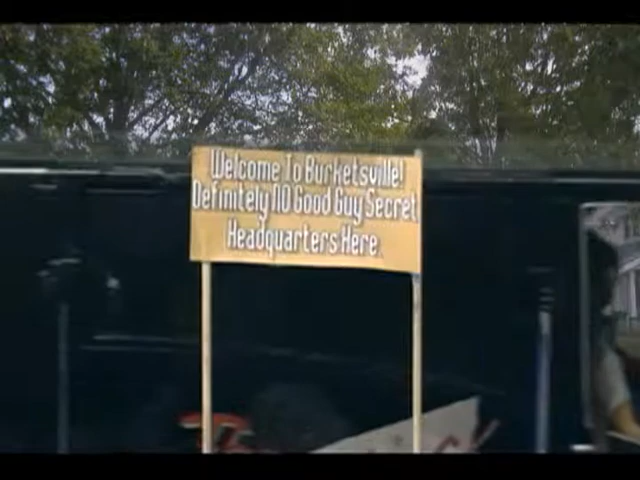 Welcome To Burketsville!
Definitely NO Good Guy Secret
Headquarters Here.